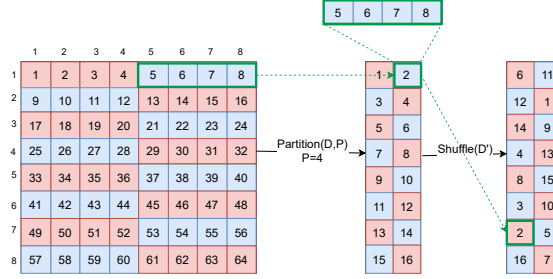 5 6 7 8
1 2 3 4 5 6 7 8
1 1 2 3 4 5 6 7 8 1 2 6 11
2 9 10 11 12 13 14 15 16 3 4 12 1
3 17 18 19 20 21 22 23 24 5 6 14 9
4 25 26 27 28 29 30 31 32 Partition(D,P) 7 8 Shuffle(D') 4 13
P=4
5 33 34 35 36 37 38 39 40 9 10 8 15
6 41 42 43 44 45 46 47 48 11 12 3 10
7 49 50 51 52 53 54 55 56 13 14 2 5
8 57 58 59 60 61 62 63 64 15 16 16 7